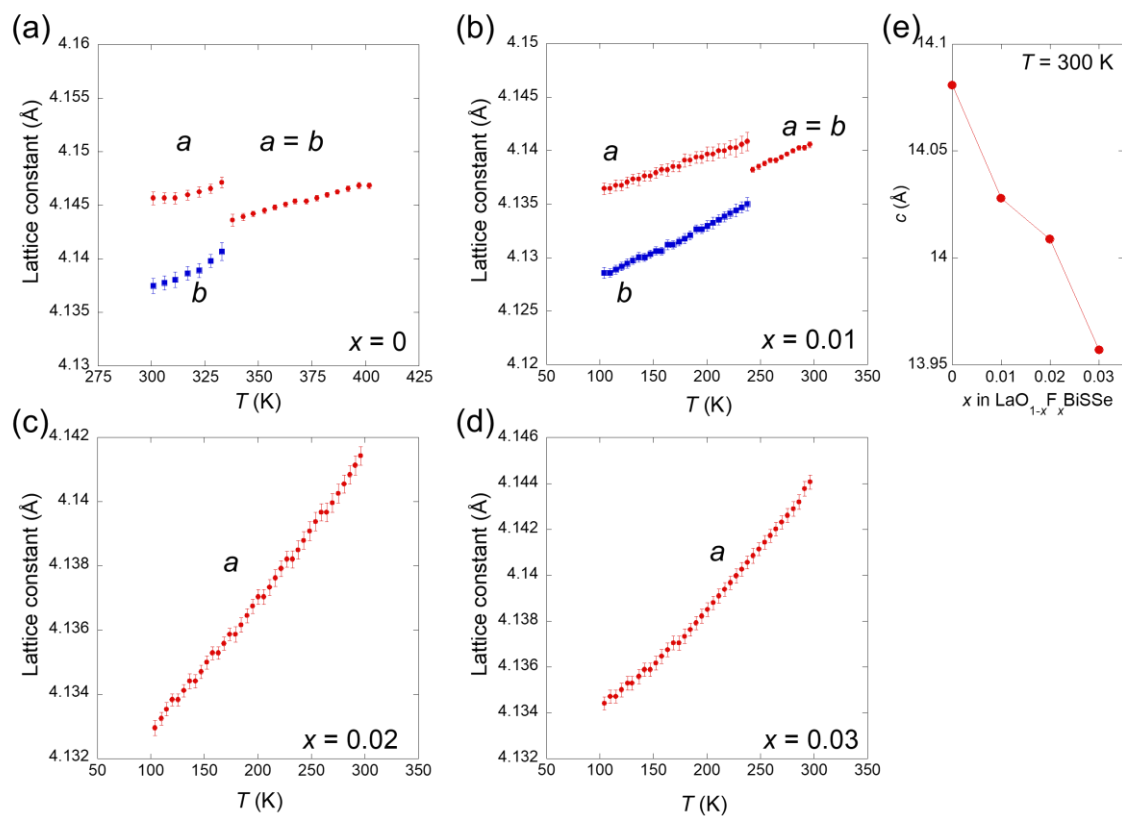 (a)
4.16
4.155
4.15
4.145
4.14
4.135
4.13
Lattice constant (Å)
a
a = b
b
x = 0
275 300 325 350 375 400 425
T (K)
(b)
4.15
4.145
4.14
4.135
4.13
4.125
4.12
Lattice constant (Å)
a
a = b
b
x = 0.01
50 100 150 200 250 300 350
T (K)
(e)
14.1
14.05
14
13.95
c (Å)
T = 300 K
0 0.01 0.02 0.03
x in LaO1-xFxBiSSe
(c)
4.142
4.14
4.138
4.136
4.134
4.132
Lattice constant (Å)
a
x = 0.02
50 100 150 200 250 300 350
T (K)
(d)
4.146
4.144
4.142
4.14
4.138
4.136
4.134
4.132
Lattice constant (Å)
a
x = 0.03
50 100 150 200 250 300 350
T (K)